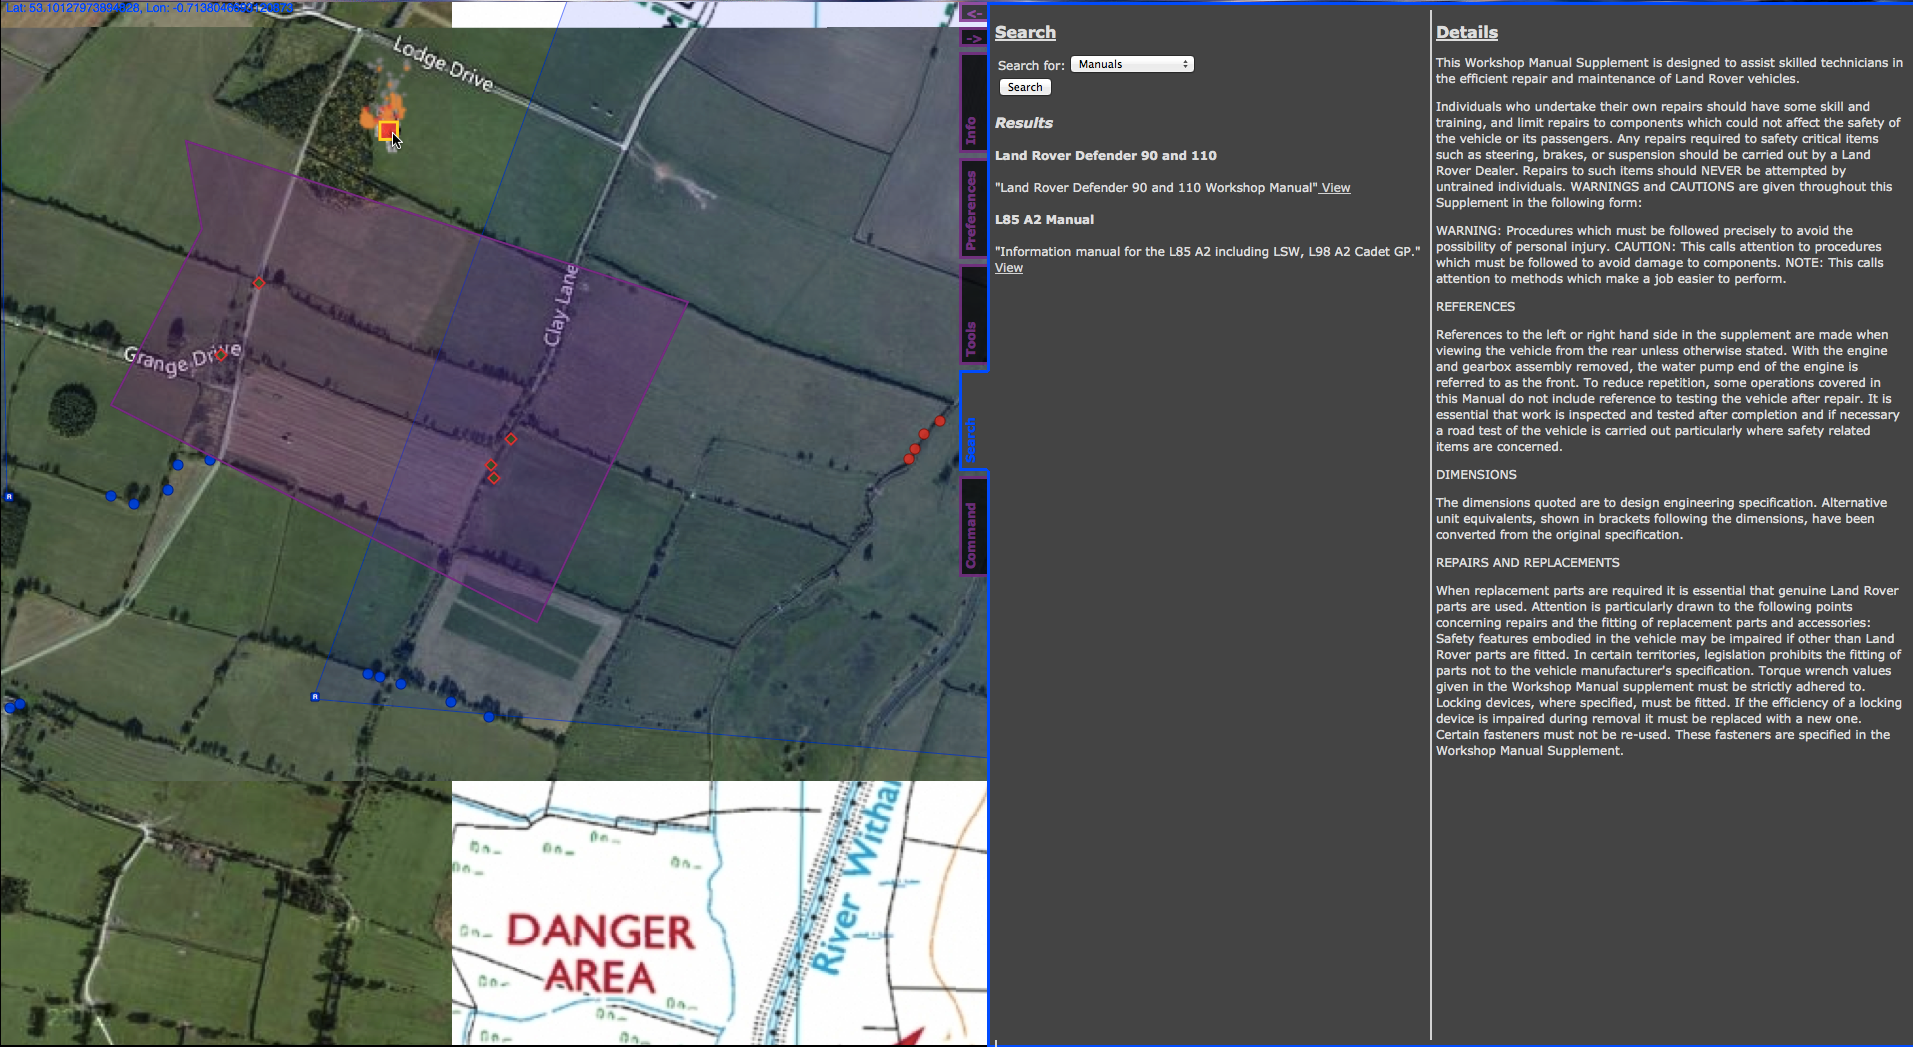 Lodge Drive
Clay Lane
Grange Drive
R
R
DANGER
AREA
River Witha
<-
->
Info
Preferences
Tools
Search
Command
Search
Search for: Manuals
Search
Results
Land Rover Defender 90 and 110
"Land Rover Defender 90 and 110 Workshop Manual" View
L85 A2 Manual
"Information manual for the L85 A2 including LSW, L98 A2 Cadet GP."
View
Details
This Workshop Manual Supplement is designed to assist skilled technicians in
the efficient repair and maintenance of Land Rover vehicles.
Individuals who undertake their own repairs should have some skill and
training, and limit repairs to components which could not affect the safety of
the vehicle or its passengers. Any repairs required to safety critical items
such as steering, brakes, or suspension should be carried out by a Land
Rover Dealer. Repairs to such items should NEVER be attempted by
untrained individuals. WARNINGS and CAUTIONS are given throughout this
Supplement in the following form:
WARNING: Procedures which must be followed precisely to avoid the
possibility of personal injury. CAUTION: This calls attention to procedures
which must be followed to avoid damage to components. NOTE: This calls
attention to methods which make a job easier to perform.
REFERENCES
References to the left or right hand side in the supplement are made when
viewing the vehicle from the rear unless otherwise stated. With the engine
and gearbox assembly removed, the water pump end of the engine is
referred to as the front. To reduce repetition, some operations covered in
this Manual do not include reference to testing the vehicle after repair. It is
essential that work is inspected and tested after completion and if necessary
a road test of the vehicle is carried out particularly where safety related
items are concerned.
DIMENSIONS
The dimensions quoted are to design engineering specification. Alternative
unit equivalents, shown in brackets following the dimensions, have been
converted from the original specification.
REPAIRS AND REPLACEMENTS
When replacement parts are required it is essential that genuine Land Rover
parts are used. Attention is particularly drawn to the following points
concerning repairs and the fitting of replacement parts and accessories:
Safety features embodied in the vehicle may be impaired if other than Land
Rover parts are fitted. In certain territories, legislation prohibits the fitting of
parts not to the vehicle manufacturer's specification. Torque wrench values
given in the Workshop Manual supplement must be strictly adhered to.
Locking devices, where specified, must be fitted. If the efficiency of a locking
device is impaired during removal it must be replaced with a new one.
Certain fasteners must not be re-used. These fasteners are specified in the
Workshop Manual Supplement.